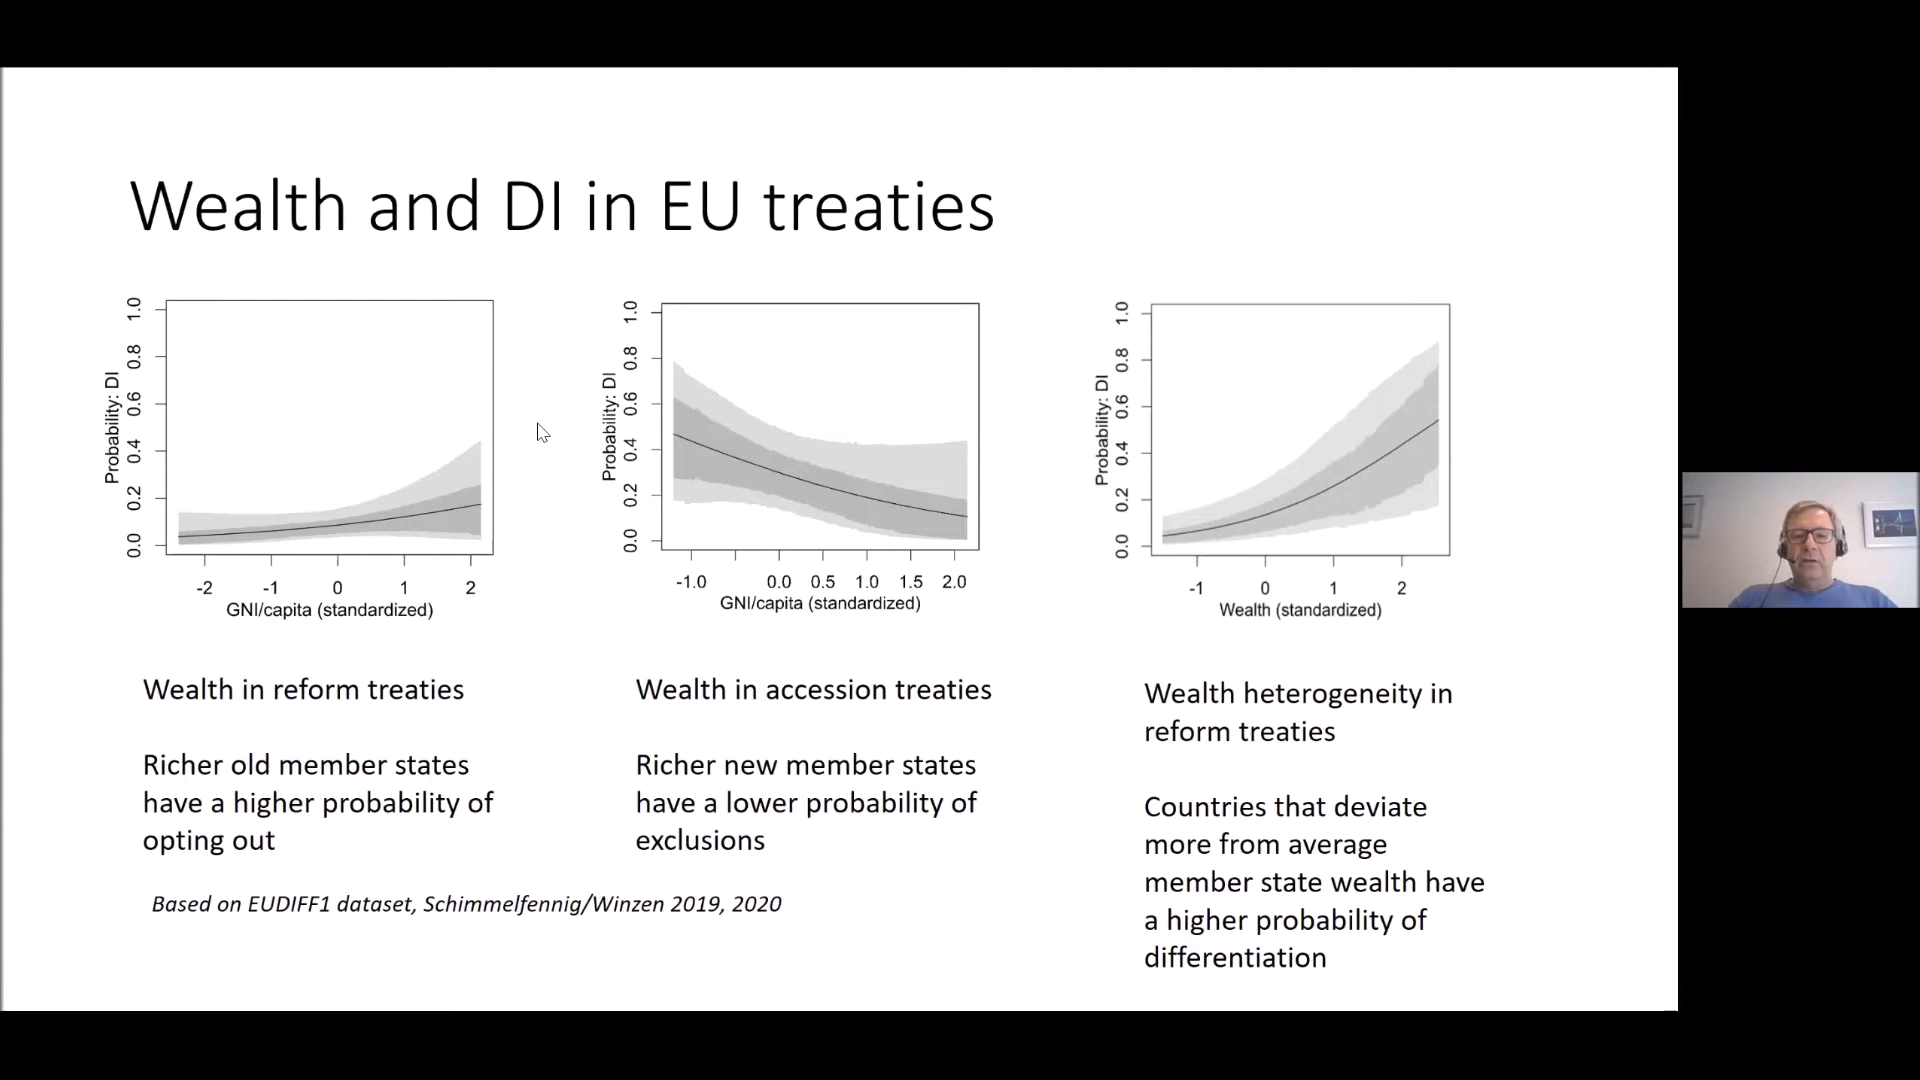 Wealth and DI in EU treaties
1.0
0.8
0.6
0.4
0.2
0.0
Probability: DI
-2 -1 0 1 2
GNI/capita (standardized)
1.0
0.8
0.6
0.4
0.2
0.0
Probability: DI
-1.0 0.0 0.5 1.0 1.5 2.0
GNI/capita (standardized)
1.0
0.8
0.6
0.4
0.2
0.0
Probability: DI
-1 0 1 2
Wealth (standardized)
Wealth in reform treaties
Richer old member states
have a higher probability of
opting out
Wealth in accession treaties
Richer new member states
have a lower probability of
exclusions
Wealth heterogeneity in
reform treaties
Countries that deviate
more from average
member state wealth have
a higher probability of
differentiation
Based on EUDIFF1 dataset, Schimmelfennig/Winzen 2019, 2020